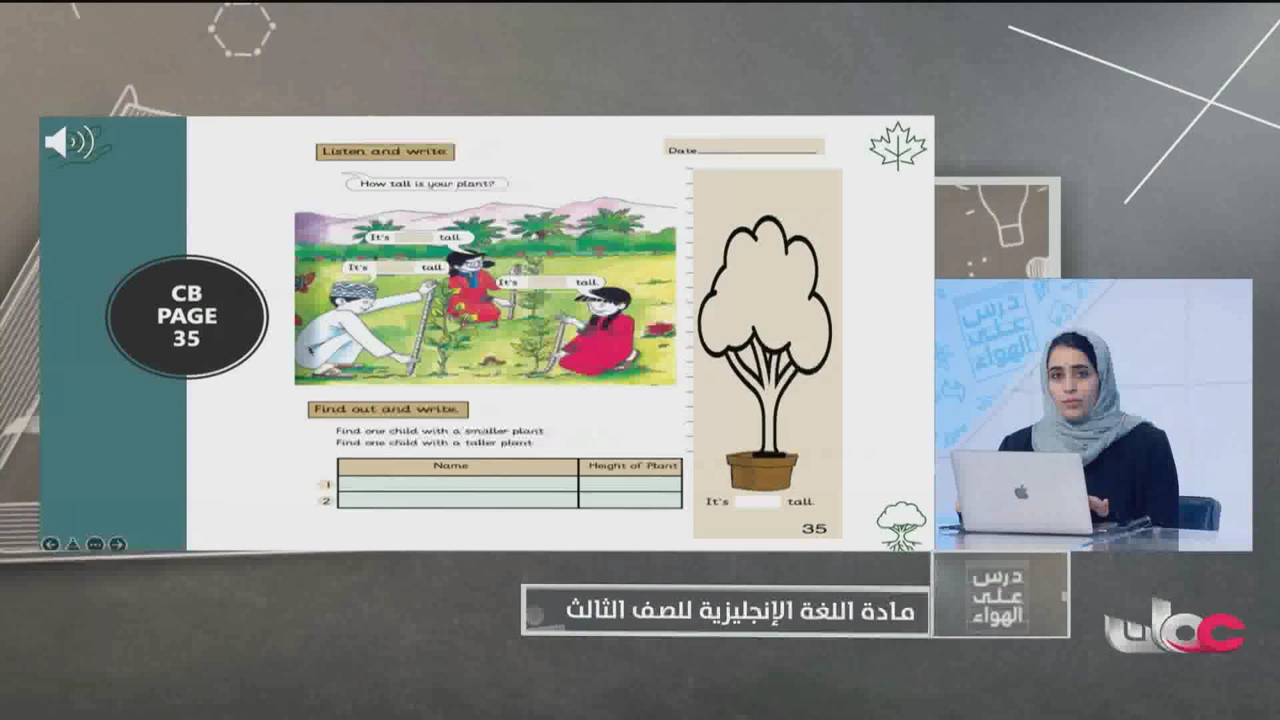 CB
PAGE
35
Listen and write
Date
How tall is your plant?
It's tall.
It's tall.
It's tall.
Find out and write.
Find one child with a smaller plant
Find one child with a taller plant
Name Height of Plant
1
2
It's tall.
35
درس
على
الهواء
مادة اللغة الإنجليزية للصف الثالث
درس
على
الهواء